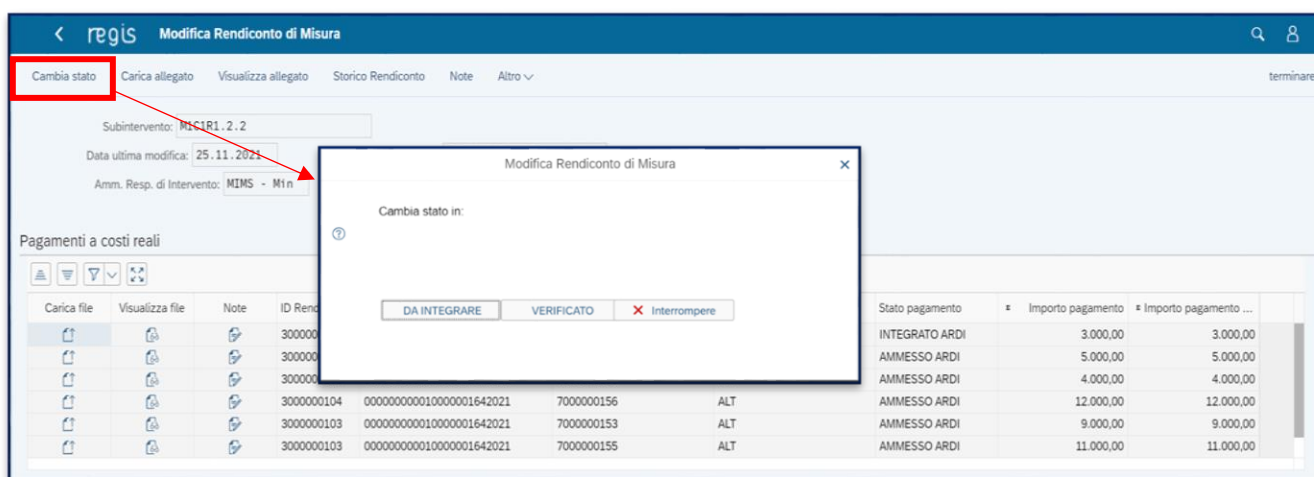 regis Modifica Rendiconto di Misura
Cambia stato Carica allegato Visualizza allegato Storico Rendiconto Note Altro terminare
Subintervento: M1C1R1.2.2
Data ultima modifica: 25.11.2021
Amm. Resp. di Intervento: MIMS - Min
Modifica Rendiconto di Misura
Cambia stato in:
DA INTEGRARE VERIFICATO Interrompere
Pagamenti a costi reali
Carica file Visualizza file Note ID Rend Stato pagamento Importo pagamento Importo pagamento ...
300000 INTEGRATO ARDI 3.000,00 3.000,00
300000 AMMESSO ARDI 5.000,00 5.000,00
300000 AMMESSO ARDI 4.000,00 4.000,00
3000000104 000000000010000001642021 7000000156 ALT AMMESSO ARDI 12.000,00 12.000,00
3000000103 000000000010000001642021 7000000153 ALT AMMESSO ARDI 9.000,00 9.000,00
3000000103 000000000010000001642021 7000000155 ALT AMMESSO ARDI 11.000,00 11.000,00